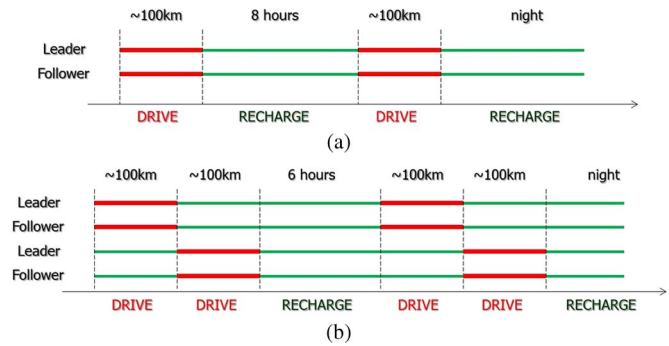 ~100km 8 hours ~100km night
Leader
Follower
DRIVE RECHARGE DRIVE RECHARGE
(a)
~100km ~100km 6 hours ~100km ~100km night
Leader
Follower
Leader
Follower
DRIVE DRIVE RECHARGE DRIVE DRIVE RECHARGE
(b)